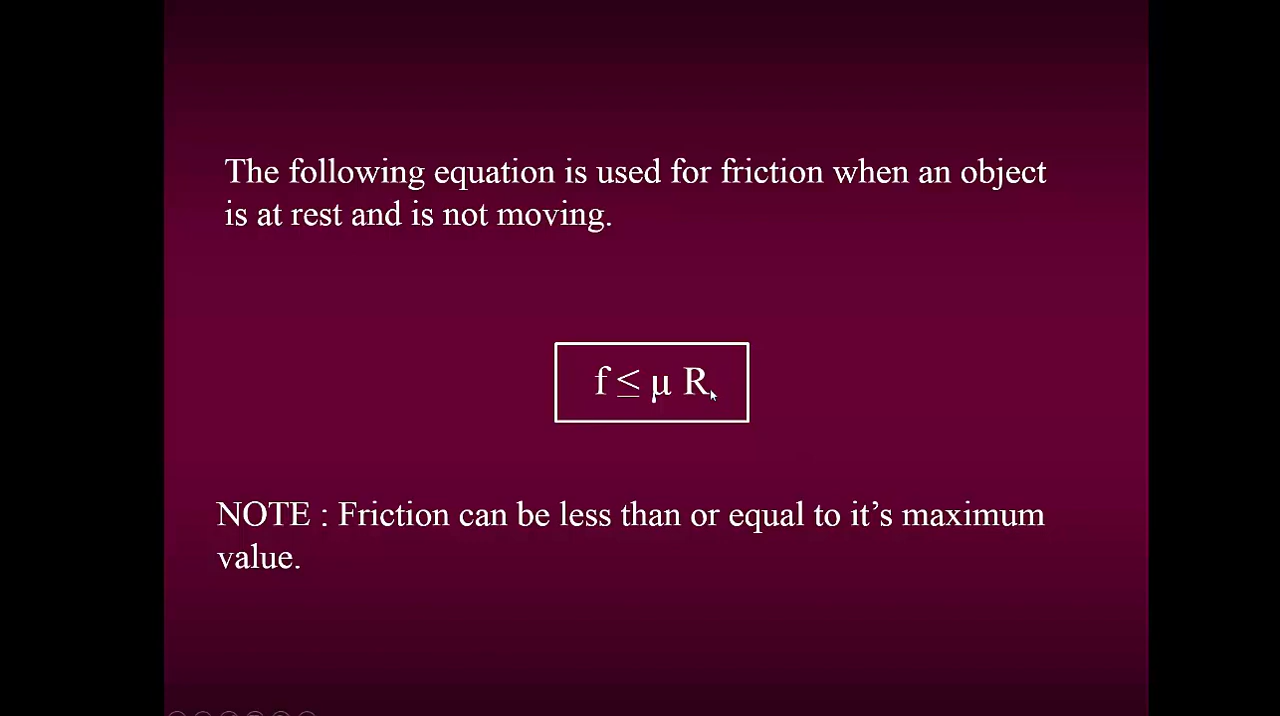 The following equation is used for friction when an object
is at rest and is not moving.
f ≤ μ R
NOTE : Friction can be less than or equal to it’s maximum
value.